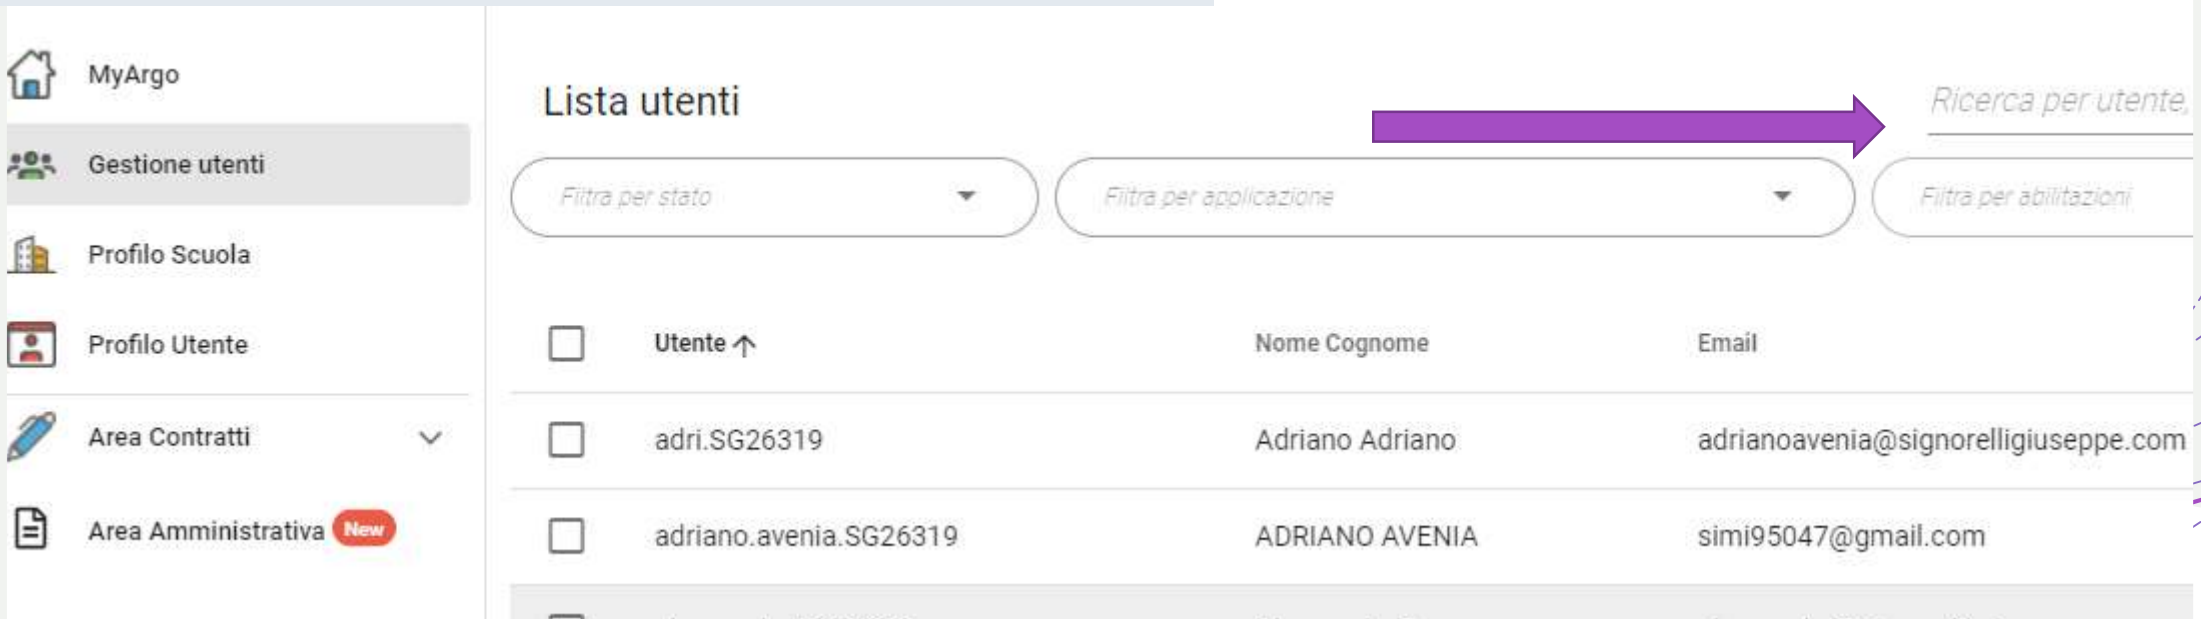 MyArgo
Gestione utenti
Profilo Scuola
Profilo Utente
Area Contratti
Area Amministrativa New
Lista utenti
Ricerca per utente,
Filtra per stato
Filtra per applicazione
Filtra per abilitazioni
Utente Nome Cognome Email
adri.SG26319 Adriano Adriano adrianoavenia@signorelligiuseppe.com
adriano.avenia.SG26319 ADRIANO AVENIA simi95047@gmail.com